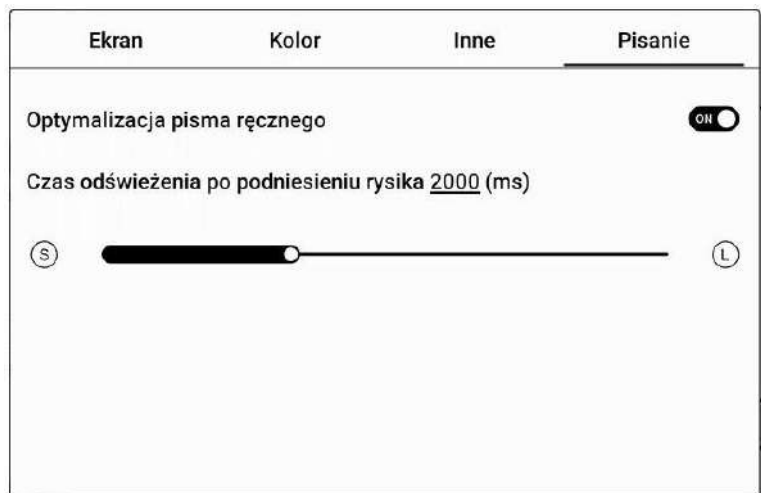 Ekran Kolor Inne Pisanie
Optymalizacja pisma ręcznego ON
Czas odświeżenia po podniesieniu rysika 2000 (ms)
S L